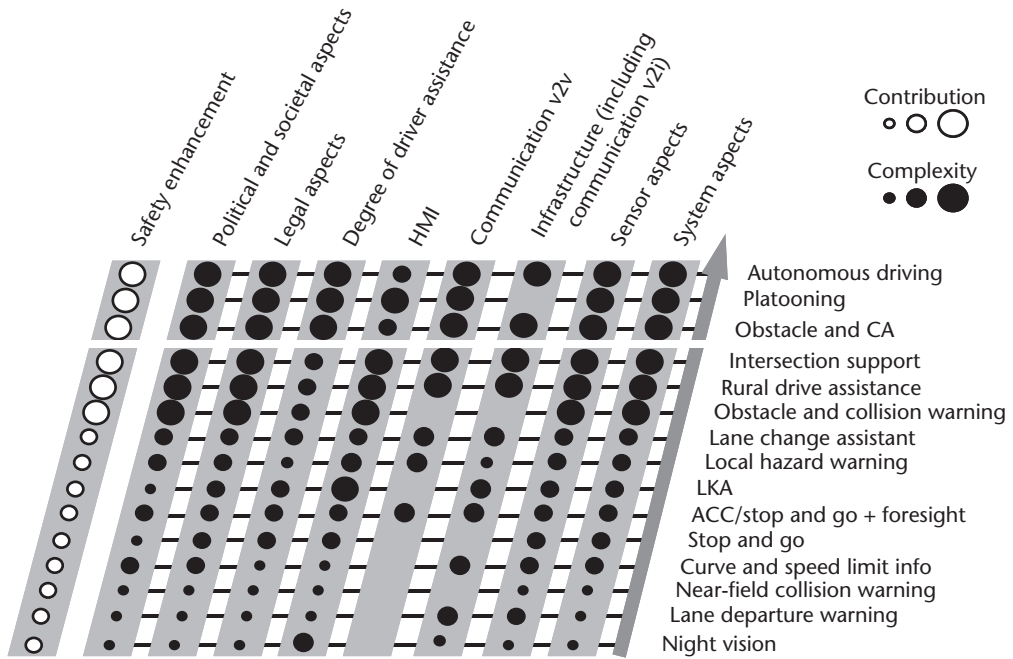 Safety enhancement
Political and societal aspects
Legal aspects
Degree of driver assistance
HMI
Communication v2v
Infrastructure (including
communication v2i)
Sensor aspects
System aspects
Contribution
Complexity
Autonomous driving
Platooning
Obstacle and CA
Intersection support
Rural drive assistance
Obstacle and collision warning
Lane change assistant
Local hazard warning
LKA
ACC/stop and go + foresight
Stop and go
Curve and speed limit info
Near-field collision warning
Lane departure warning
Night vision